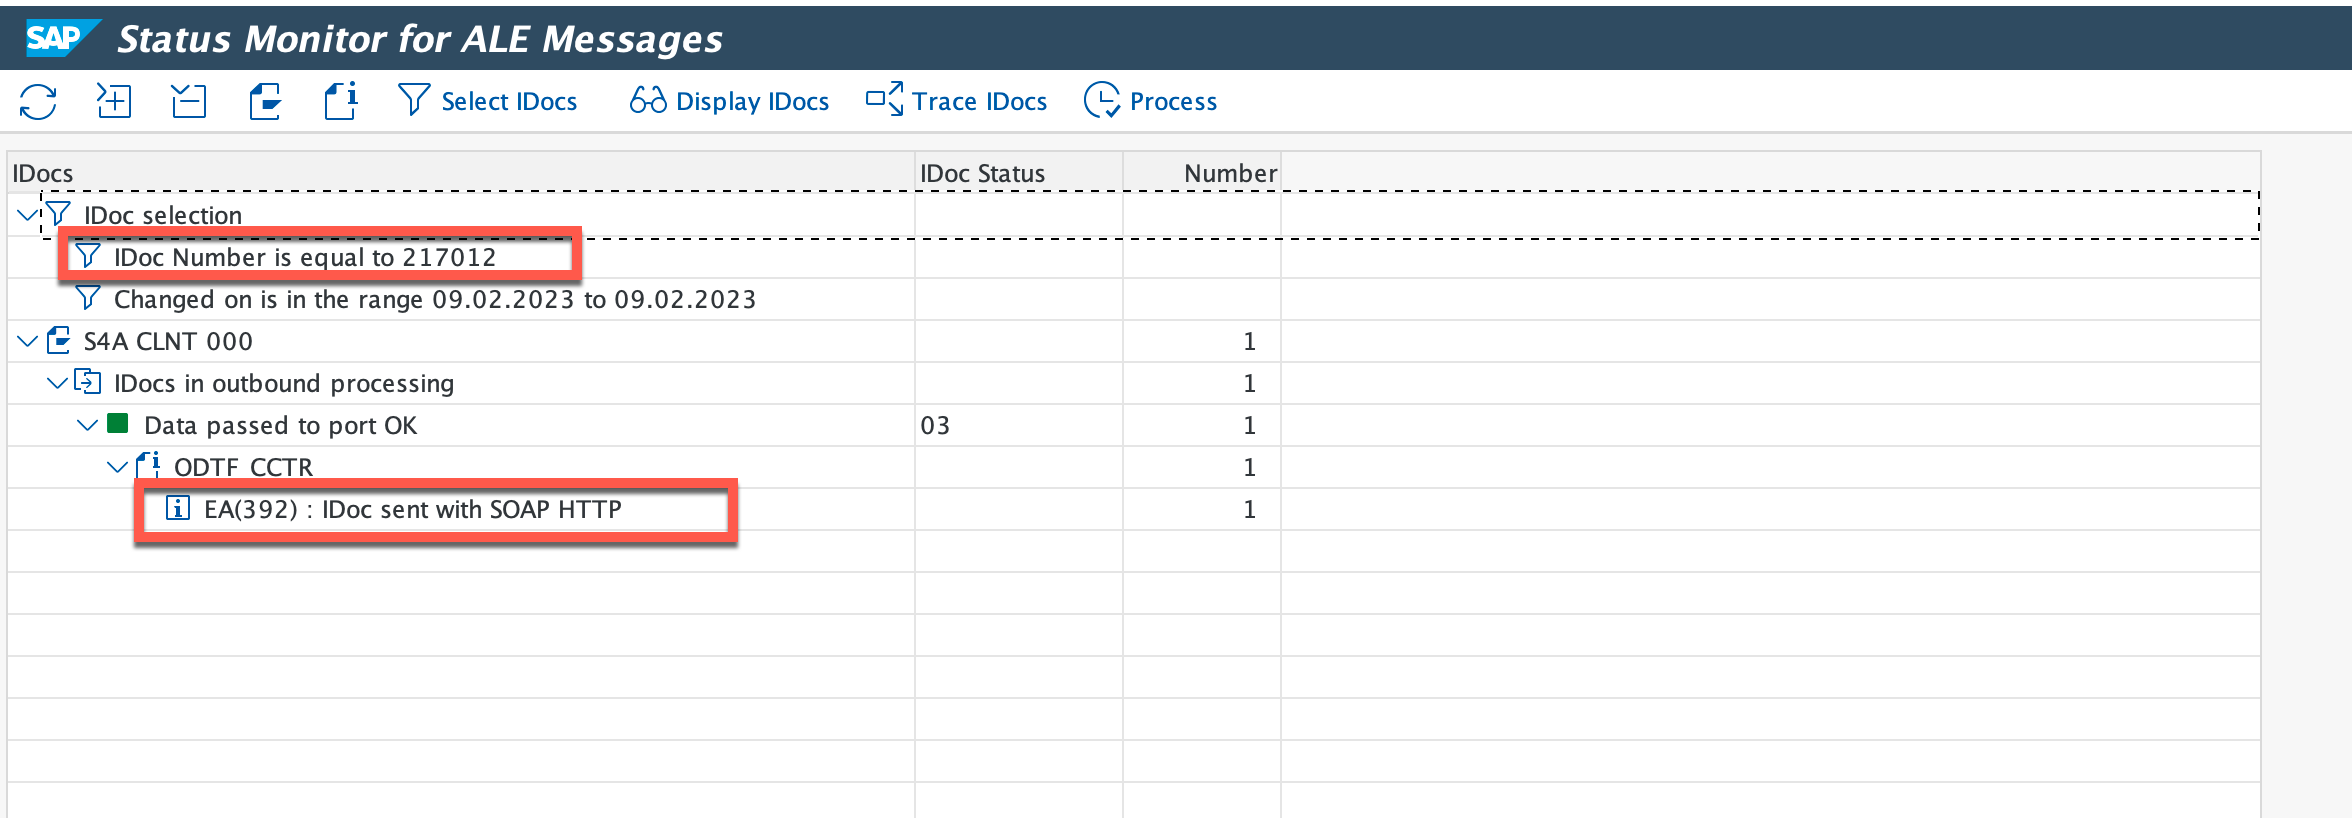 SAP Status Monitor for ALE Messages
Select IDocs Display IDocs Trace IDocs Process
IDocs IDoc Status Number
IDoc selection
IDoc Number is equal to 217012
Changed on is in the range 09.02.2023 to 09.02.2023
S4A CLNT 000 1
IDocs in outbound processing 1
Data passed to port OK 03 1
ODTF CCTR 1
EA(392) : IDoc sent with SOAP HTTP 1